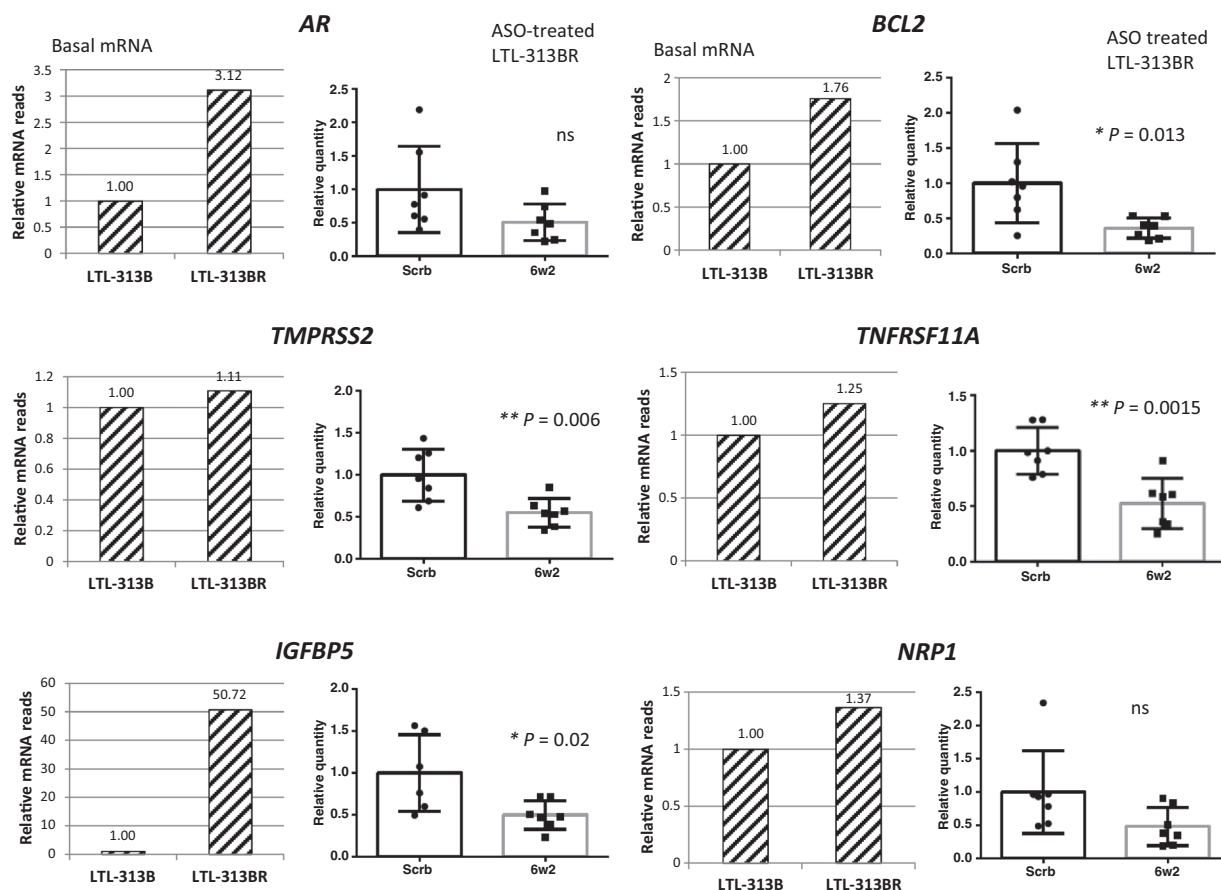 AR
Basal mRNA
ASO-treated
LTL-313BR
Relative mRNA reads
3.5
3
2.5
2
1.5
1
0.5
0
1.00
3.12
LTL-313B
LTL-313BR
Relative quantity
2.5
2.0
1.5
1.0
0.5
0.0
ns
Scrb
6w2
BCL2
Basal mRNA
ASO treated
LTL-313BR
Relative mRNA reads
2
1.5
1
0.5
0
1.00
1.76
LTL-313B
LTL-313BR
Relative quantity
2.5
2.0
1.5
1.0
0.5
0.0
* P = 0.013
Scrb
6w2
TMPRSS2
Relative mRNA reads
1.2
1
0.8
0.6
0.4
0.2
0
1.00
1.11
LTL-313B
LTL-313BR
Relative quantity
2.0
1.5
1.0
0.5
0.0
** P = 0.006
Scrb
6w2
TNFRSF11A
Relative mRNA reads
1.5
1
0.5
0
1.00
1.25
LTL-313B
LTL-313BR
Relative quantity
1.5
1.0
0.5
0.0
** P = 0.0015
Scrb
6w2
IGFBP5
Relative mRNA reads
60
50
40
30
20
10
0
1.00
50.72
LTL-313B
LTL-313BR
Relative quantity
2.0
1.5
1.0
0.5
0.0
* P = 0.02
Scrb
6w2
NRP1
Relative mRNA reads
1.5
1
0.5
0
1.00
1.37
LTL-313B
LTL-313BR
Relative quantity
2.5
2.0
1.5
1.0
0.5
0.0
ns
Scrb
6w2